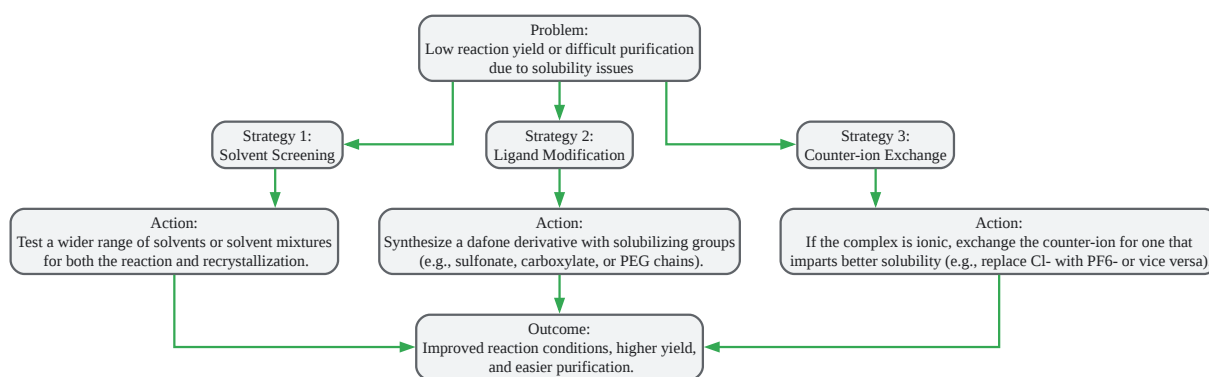 Problem:
Low reaction yield or difficult purification
due to solubility issues
Strategy 1:
Solvent Screening
Strategy 2:
Ligand Modification
Strategy 3:
Counter-ion Exchange
Action:
Test a wider range of solvents or solvent mixtures
for both the reaction and recrystallization.
Action:
Synthesize a dafone derivative with solubilizing groups
(e.g., sulfonate, carboxylate, or PEG chains).
Action:
If the complex is ionic, exchange the counter-ion for one that
imparts better solubility (e.g., replace Cl- with PF6- or vice versa)
Outcome:
Improved reaction conditions, higher yield,
and easier purification.